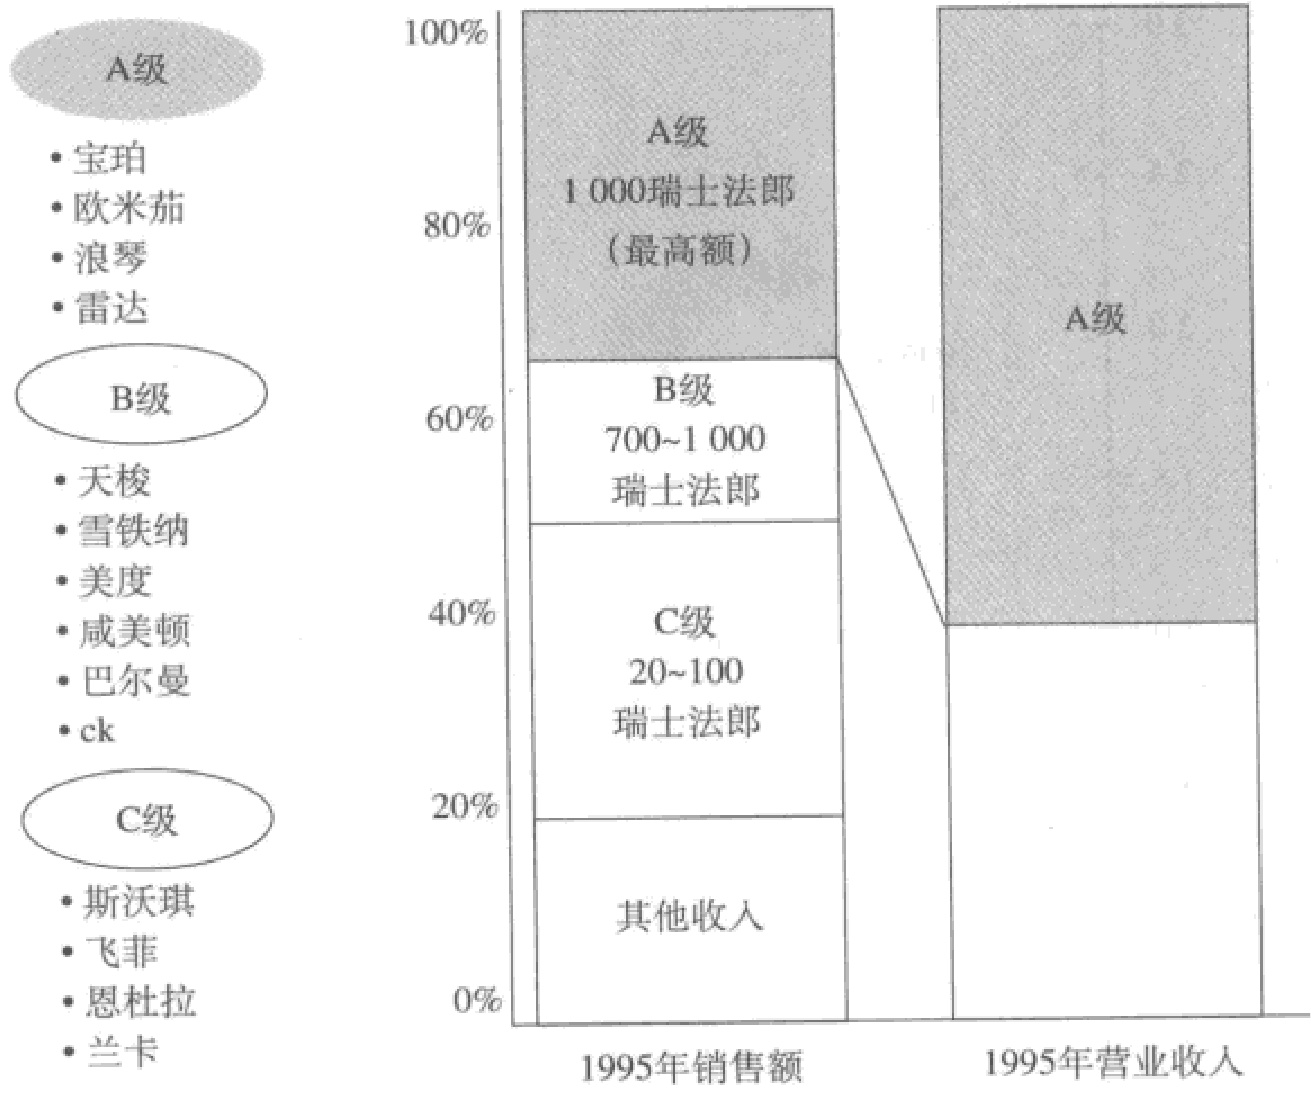 A级
• 宝珀
• 欧米茄
• 浪琴
• 雷达
B级
• 天梭
• 雪铁纳
• 美度
• 咸美顿
• 巴尔曼
• ck
C级
• 斯沃琪
• 飞菲
• 恩杜拉
• 兰卡
100%
80%
60%
40%
20%
0%
A级
1 000瑞士法郎
（最高额）
B级
700~1 000
瑞士法郎
C级
20~100
瑞士法郎
其他收入
1995年销售额
A级
1995年营业收入